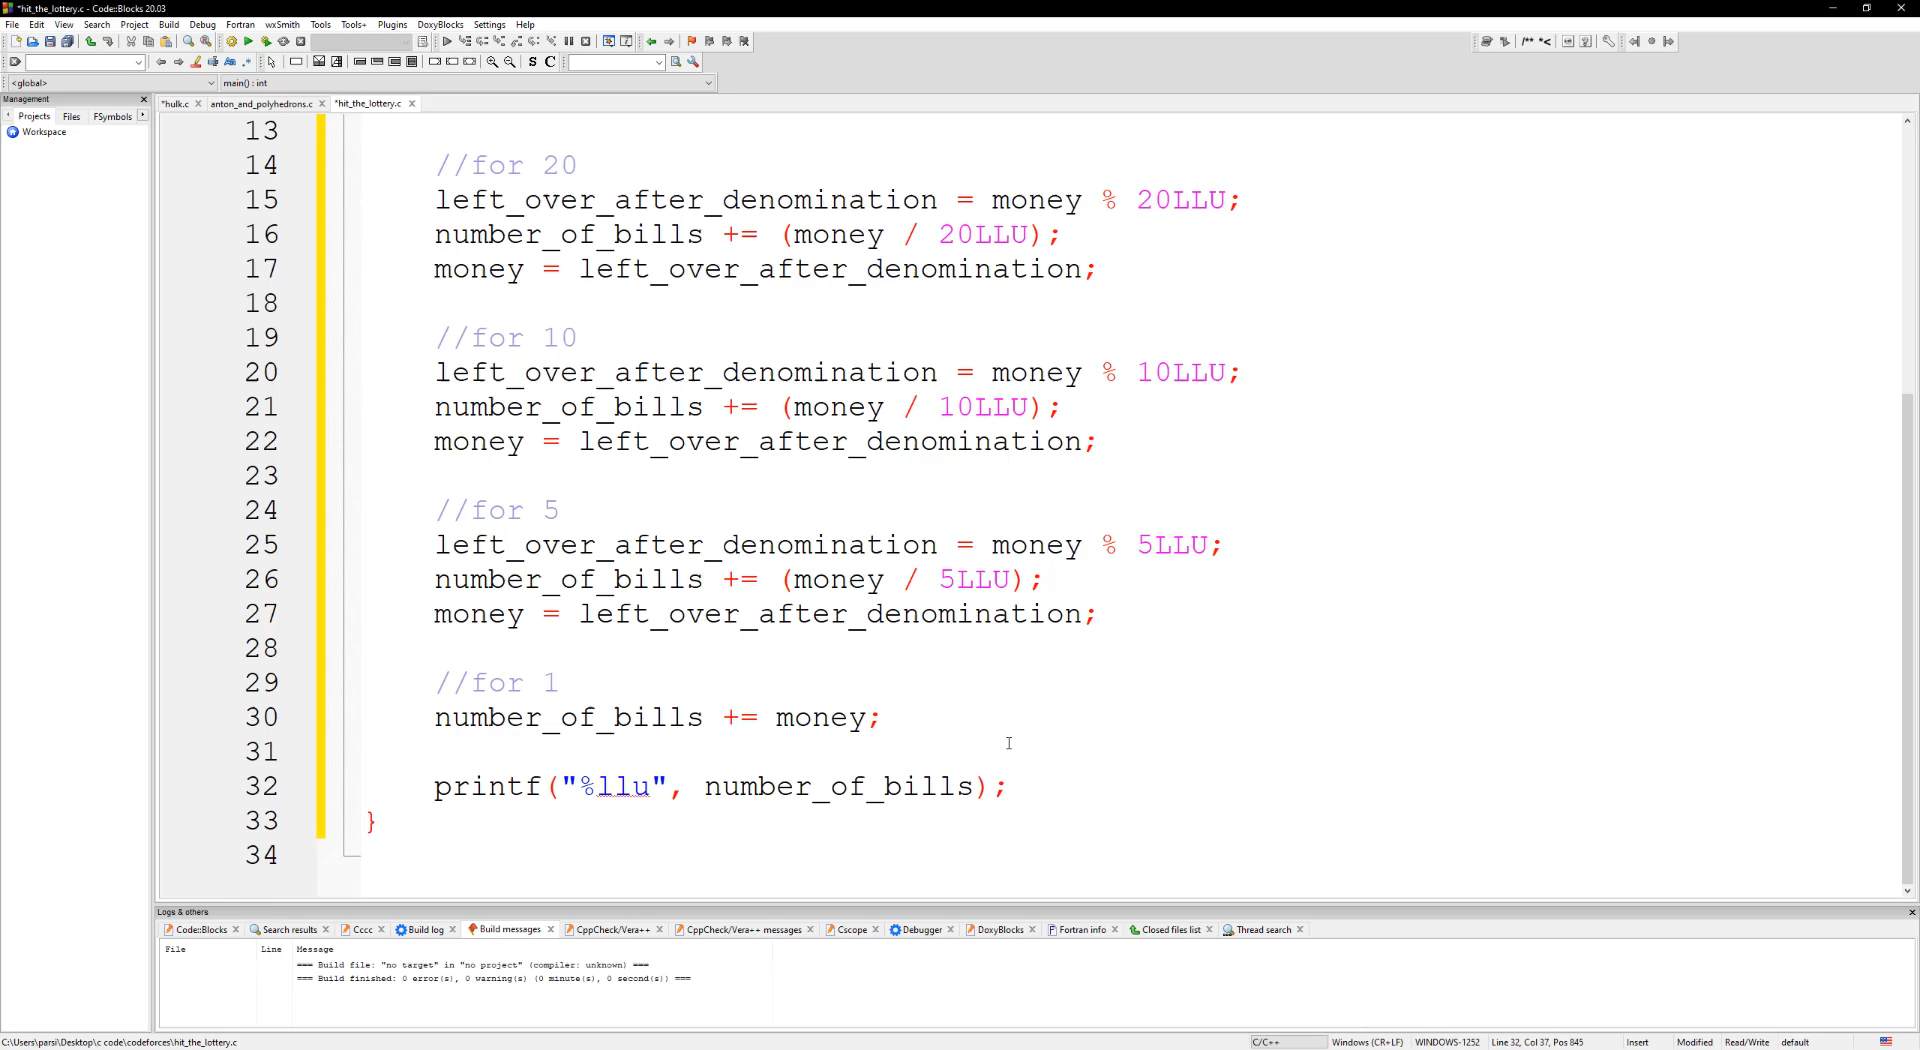 *hit_the_lottery.c - Code::Blocks 20.03
File Edit View Search Project Build Debug Fortran wxSmith Tools Tools+ Plugins DoxyBlocks Settings Help
/** *<
S C
<global> main() : int
Management
*hulk.c anton_and_polyhedrons.c *hit_the_lottery.c
Projects Files FSymbols
Workspace
13
14 //for 20
15 left_over_after_denomination = money % 20LLU;
16 number_of_bills += (money / 20LLU);
17 money = left_over_after_denomination;
18
19 //for 10
20 left_over_after_denomination = money % 10LLU;
21 number_of_bills += (money / 10LLU);
22 money = left_over_after_denomination;
23
24 //for 5
25 left_over_after_denomination = money % 5LLU;
26 number_of_bills += (money / 5LLU);
27 money = left_over_after_denomination;
28
29 //for 1
30 number_of_bills += money;
31
32 printf("%llu", number_of_bills);
33 }
34
Logs & others
Code::Blocks Search results Cccc Build log Build messages CppCheck/Vera++ CppCheck/Vera++ messages Cscope Debugger DoxyBlocks Fortran info Closed files list Thread search
File Line Message
=== Build file: "no target" in "no project" (compiler: unknown) ===
=== Build finished: 0 error(s), 0 warning(s) (0 minute(s), 0 second(s)) ===
C:\Users\parsi\Desktop\c code\codeforces\hit_the_lottery.c C/C++ Windows (CR+LF) WINDOWS-1252 Line 32, Col 37, Pos 845 Insert Modified Read/Write default